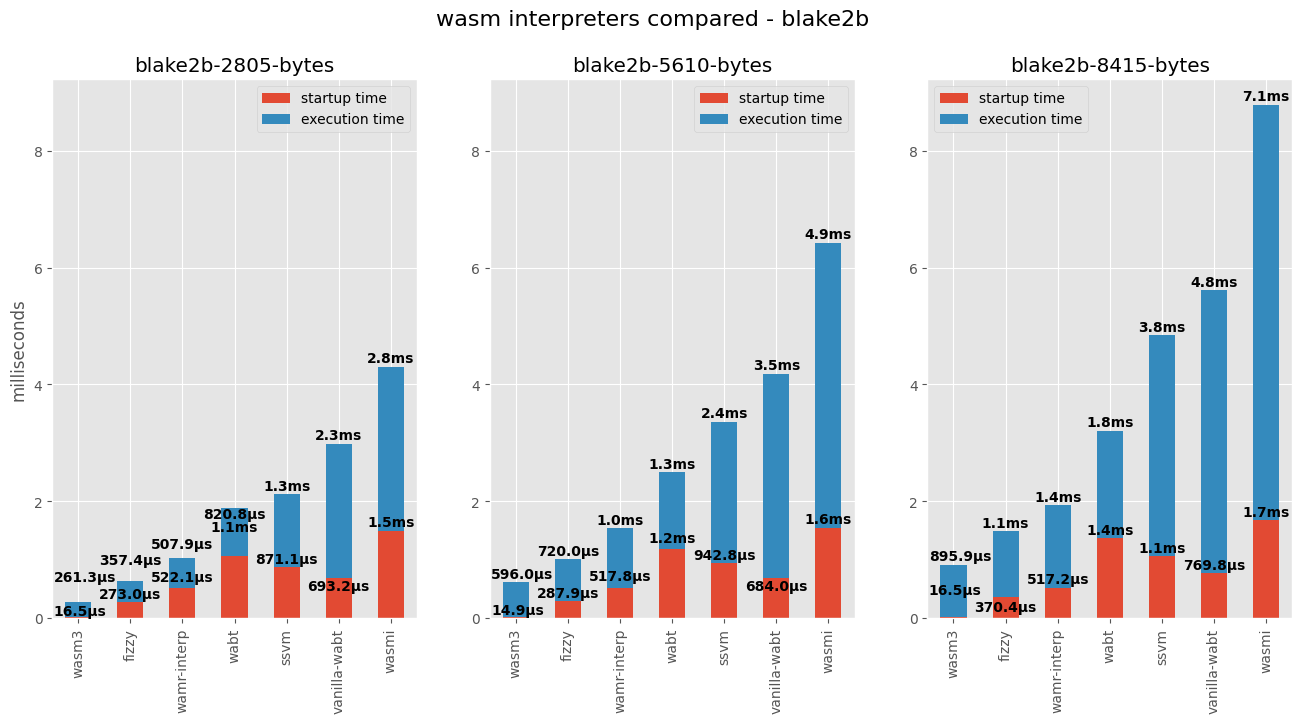 wasm interpreters compared - blake2b
blake2b-2805-bytes
startup time
execution time
milliseconds
8
6
4
2
0
261.3µs
16.5µs
357.4µs
273.0µs
507.9µs
522.1µs
820.8µs
1.1ms
1.3ms
871.1µs
2.3ms
693.2µs
2.8ms
1.5ms
wasm3
fizzy
wamr-interp
wabt
ssvm
vanilla-wabt
wasmi
blake2b-5610-bytes
startup time
execution time
8
6
4
2
0
596.0µs
14.9µs
720.0µs
287.9µs
1.0ms
517.8µs
1.3ms
1.2ms
2.4ms
942.8µs
3.5ms
684.0µs
4.9ms
1.6ms
wasm3
fizzy
wamr-interp
wabt
ssvm
vanilla-wabt
wasmi
blake2b-8415-bytes
startup time
execution time
8
6
4
2
0
895.9µs
16.5µs
1.1ms
370.4µs
1.4ms
517.2µs
1.8ms
1.4ms
3.8ms
1.1ms
4.8ms
769.8µs
7.1ms
1.7ms
wasm3
fizzy
wamr-interp
wabt
ssvm
vanilla-wabt
wasmi